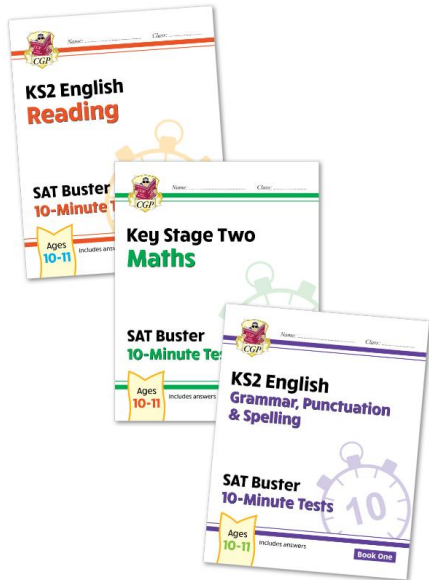 Name: Class:
CGP
KS2 English
Reading
SAT Buster
10-Minute
Ages
10-11
includes
Name: Class:
CGP
Key Stage Two
Maths
SAT Buster
10-Minute
Ages
10-11
includes answers
Name: Class:
CGP
KS2 English
Grammar, Punctuation
& Spelling
SAT Buster
10-Minute Tests
10
Ages
10-11
includes answers
Book One